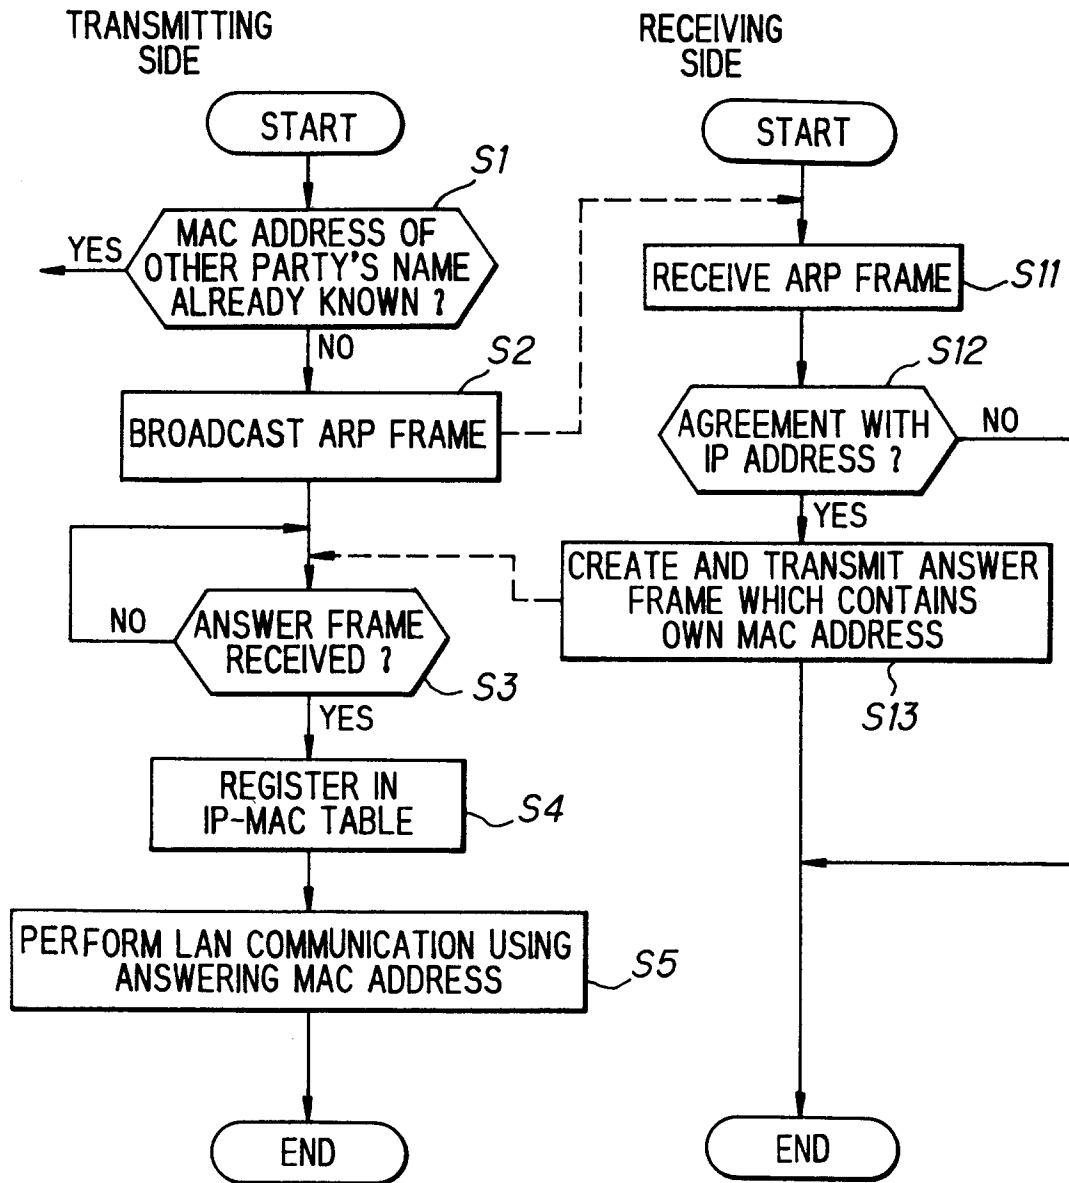 TRANSMITTING
SIDE
START
S1
MAC ADDRESS OF
OTHER PARTY'S NAME
ALREADY KNOWN ?
YES
NO
S2
BROADCAST ARP FRAME
NO
ANSWER FRAME
RECEIVED ?
S3
YES
REGISTER IN
IP-MAC TABLE
S4
PERFORM LAN COMMUNICATION USING
ANSWERING MAC ADDRESS
S5
END
RECEIVING
SIDE
START
RECEIVE ARP FRAME
S11
S12
AGREEMENT WITH
IP ADDRESS ?
NO
YES
CREATE AND TRANSMIT ANSWER
FRAME WHICH CONTAINS
OWN MAC ADDRESS
S13
END